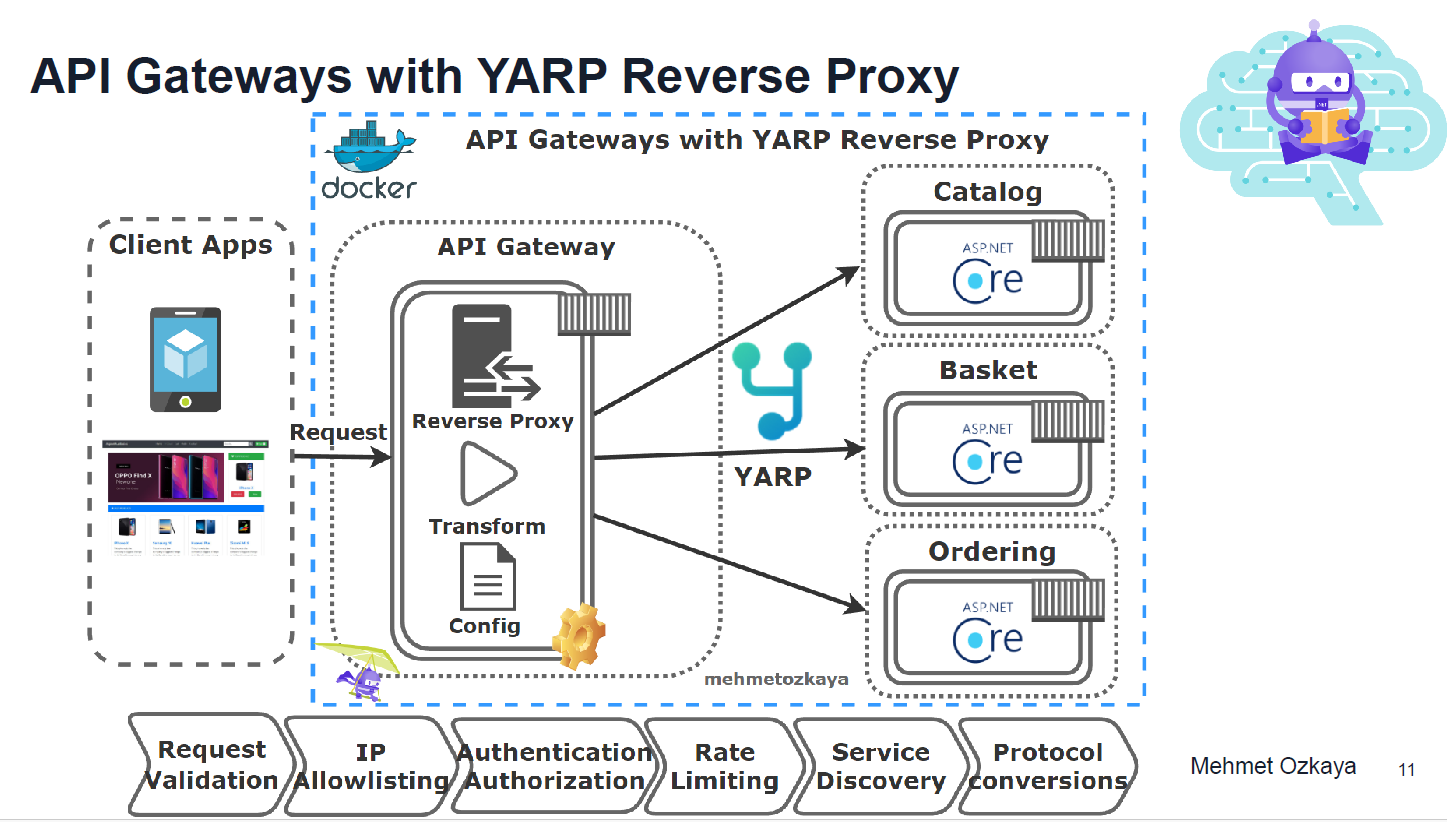 API Gateways with YARP Reverse Proxy
API Gateways with YARP Reverse Proxy
docker
Client Apps
API Gateway
Request
Reverse Proxy
Transform
Config
YARP
Catalog
ASP.NET
Core
Basket
ASP.NET
Core
Ordering
ASP.NET
Core
mehmetozkaya
Request
Validation
IP
Allowlisting
Authentication
Authorization
Rate
Limiting
Service
Discovery
Protocol
conversions
Mehmet Ozkaya
11